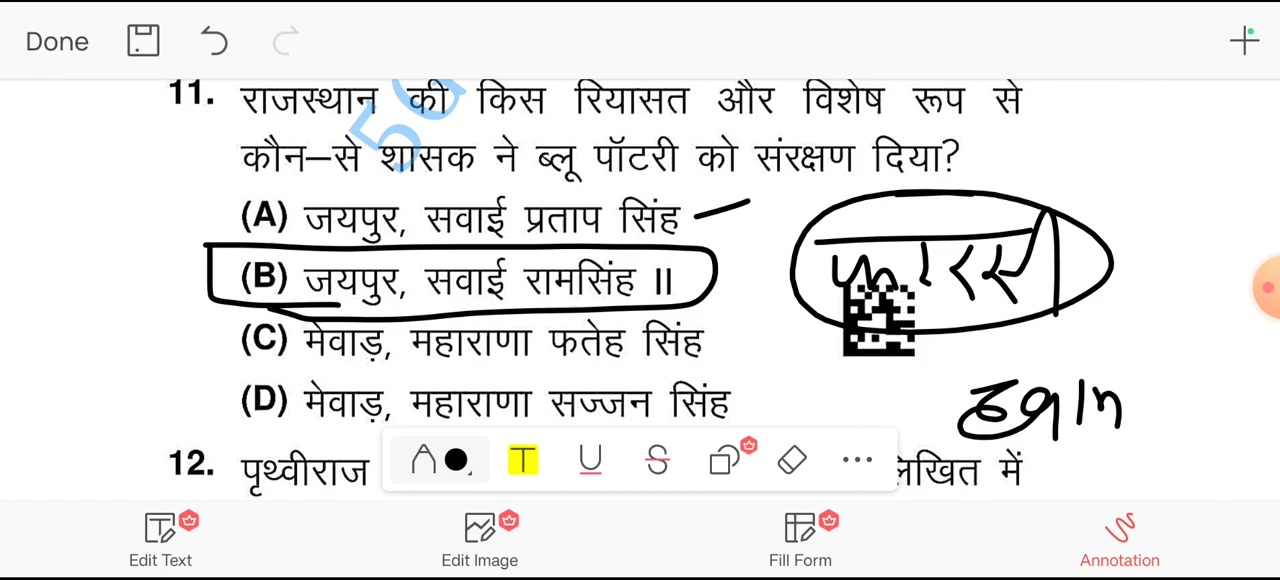 Done
11. राजस्थान की किस रियासत और विशेष रूप से
कौन–से शासक ने ब्लू पॉटरी को संरक्षण दिया?
(A) जयपुर, सवाई प्रताप सिंह
(B) जयपुर, सवाई रामसिंह II
(C) मेवाड़, महाराणा फतेह सिंह
(D) मेवाड़, महाराणा सज्जन सिंह
12. पृथ्वीराज
लिखित में
T U S
Edit Text Edit Image Fill Form Annotation